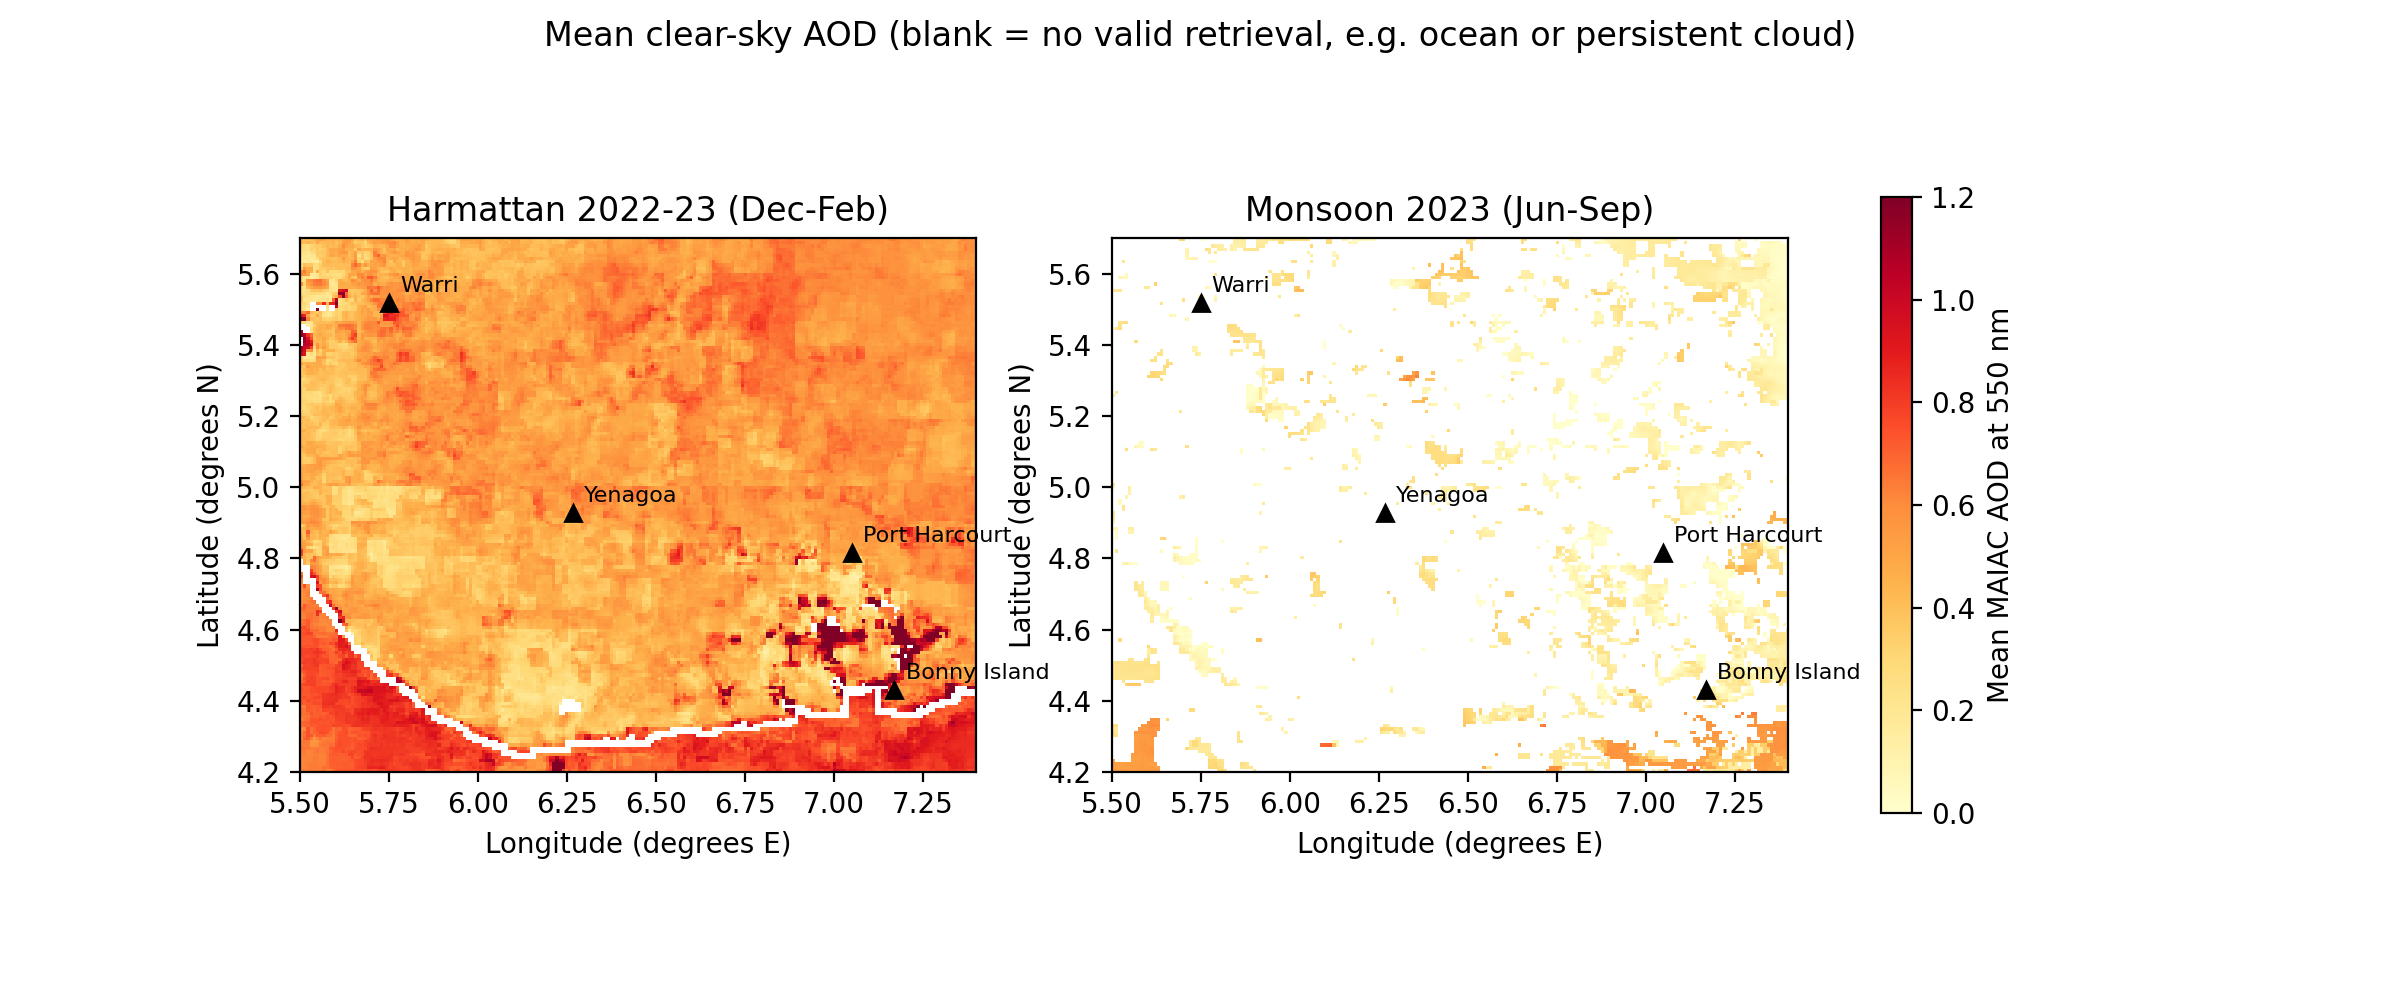 Mean clear-sky AOD (blank = no valid retrieval, e.g. ocean or persistent cloud)
Harmattan 2022-23 (Dec-Feb)
Latitude (degrees N)
5.6
5.4
5.2
5.0
4.8
4.6
4.4
4.2
Warri
Yenagoa
Port Harcourt
Bonny Island
5.50 5.75 6.00 6.25 6.50 6.75 7.00 7.25
Longitude (degrees E)
Monsoon 2023 (Jun-Sep)
Latitude (degrees N)
5.6
5.4
5.2
5.0
4.8
4.6
4.4
4.2
Warri
Yenagoa
Port Harcourt
Bonny Island
5.50 5.75 6.00 6.25 6.50 6.75 7.00 7.25
Longitude (degrees E)
1.2
1.0
0.8
0.6
0.4
0.2
0.0
Mean MAIAC AOD at 550 nm